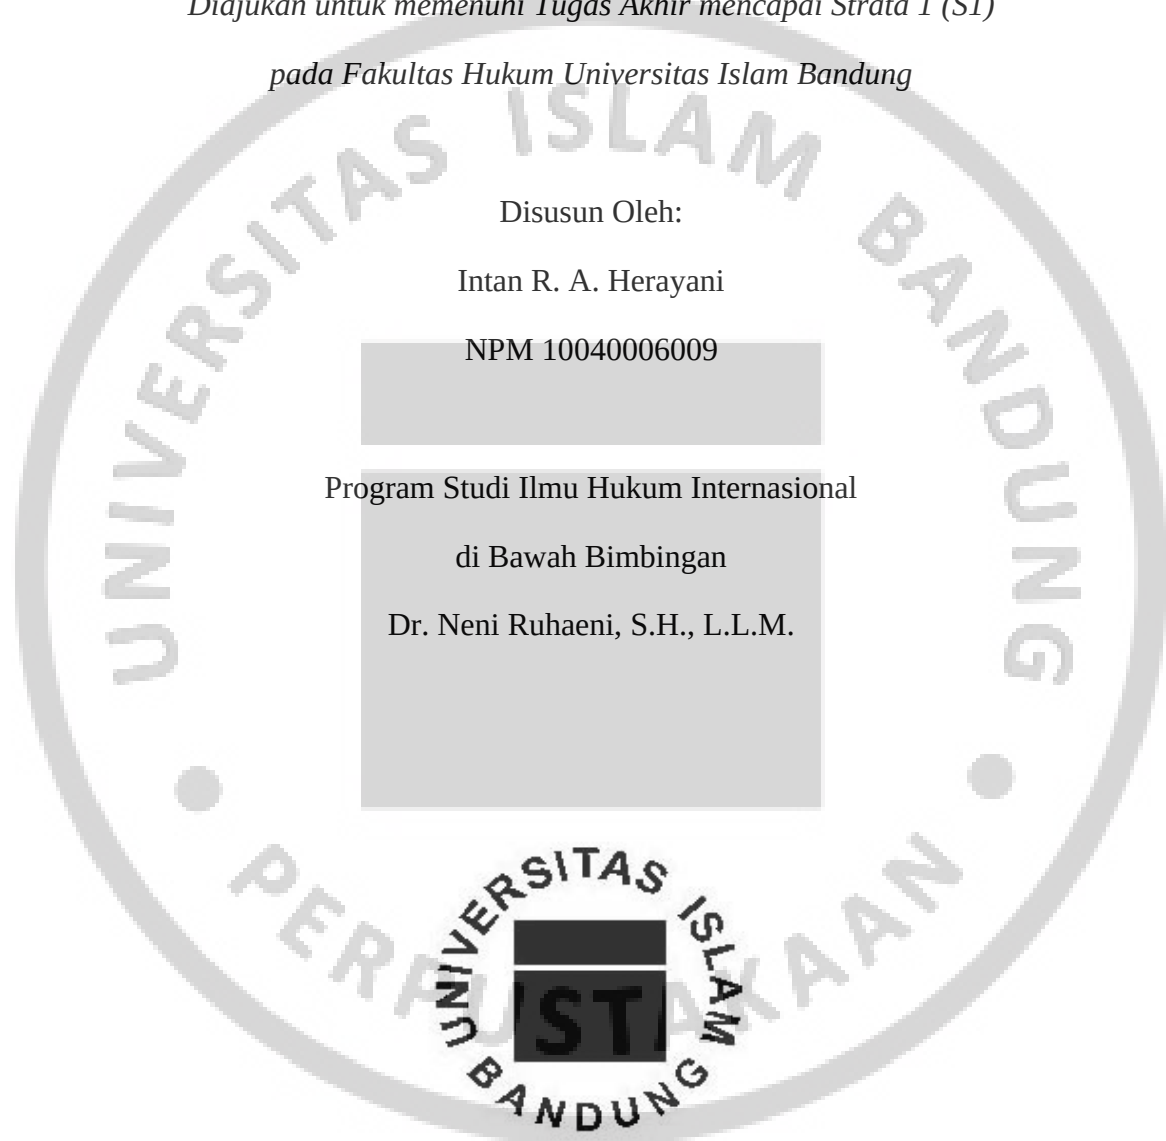 Diajukan untuk memenuhi Tugas Akhir mencapai Strata 1 (S1)
pada Fakultas Hukum Universitas Islam Bandung
Disusun Oleh:
Intan R. A. Herayani
NPM 10040006009
Program Studi Ilmu Hukum Internasional
di Bawah Bimbingan
Dr. Neni Ruhaeni, S.H., L.L.M.
UNIVERSITAS ISLAM BANDUNG
PERPUSTAKAAN
UNIVERSITAS ISLAM
BANDUNG